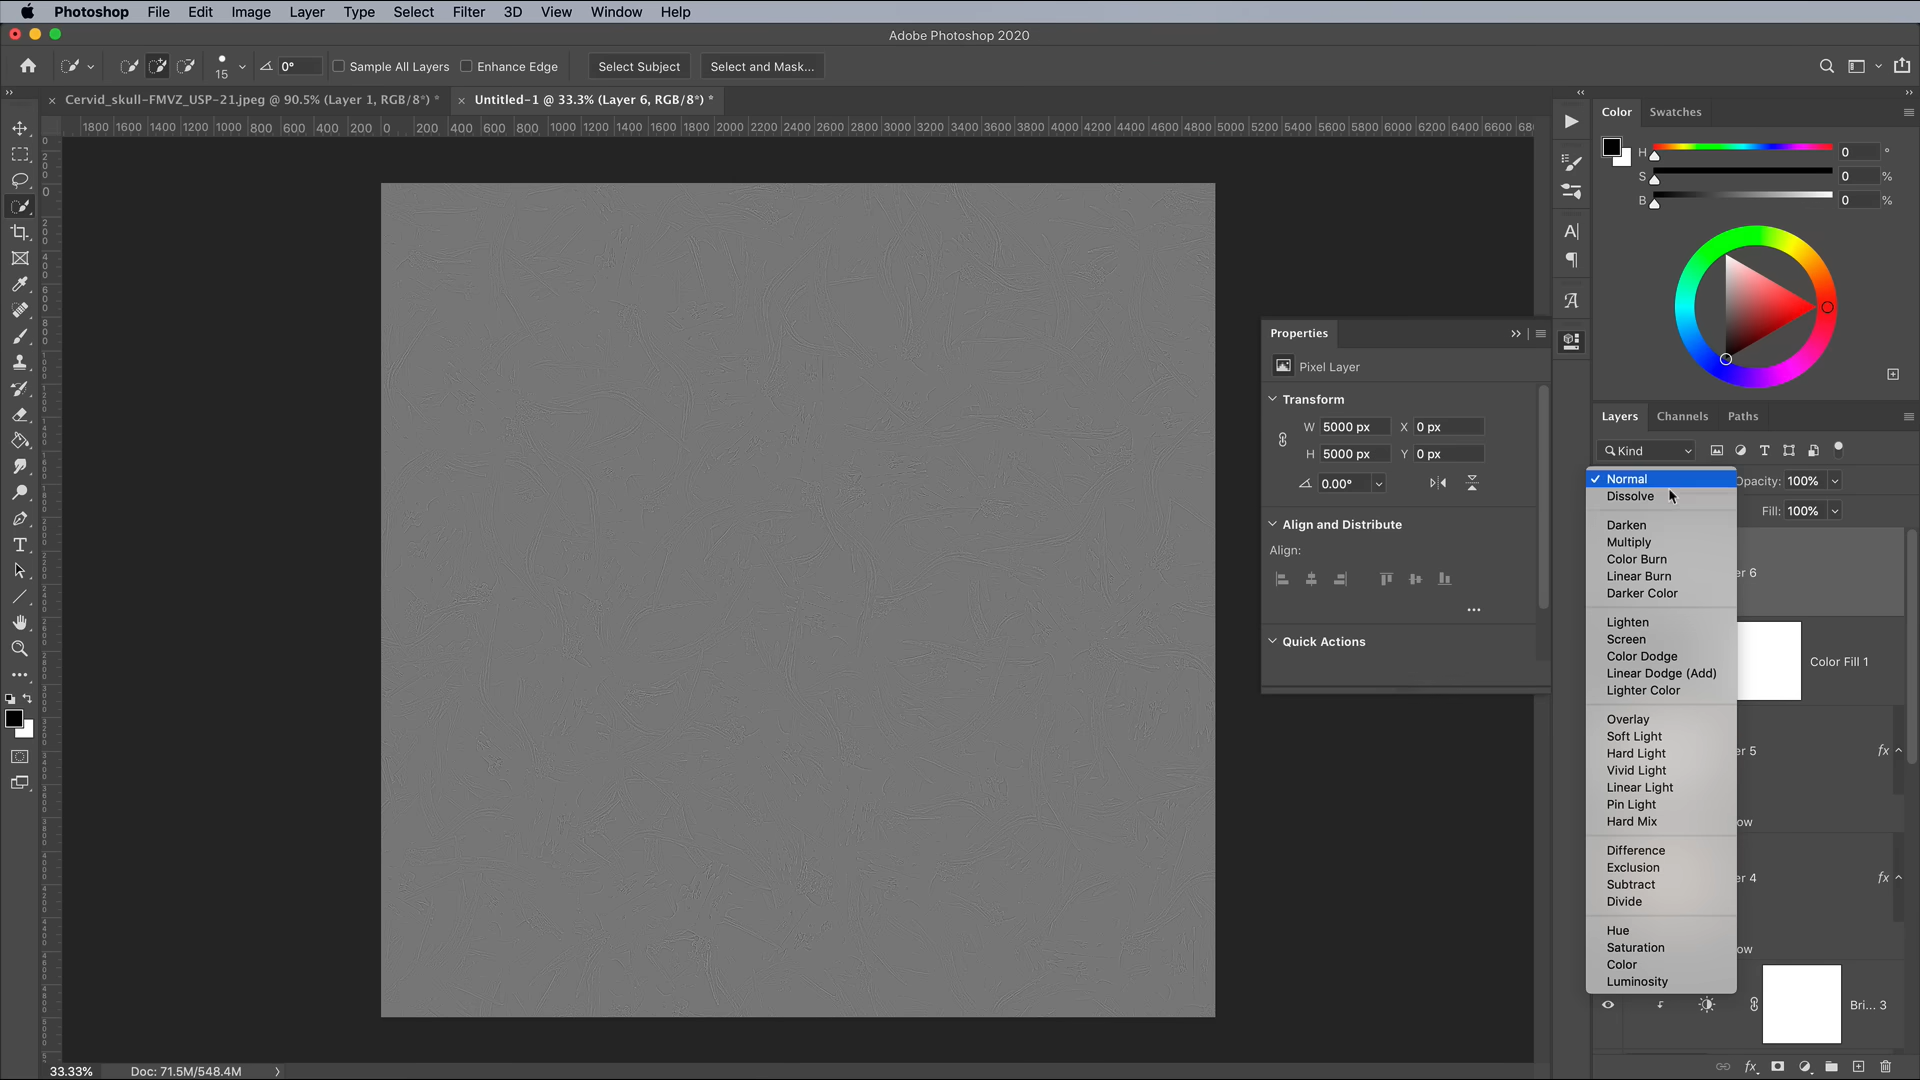 Photoshop File Edit Image Layer Type Select Filter 3D View Window Help
Adobe Photoshop 2020
15 0° Sample All Layers Enhance Edge Select Subject Select and Mask...
Cervid_skull-FMVZ_USP-21.jpeg @ 90.5% (Layer 1, RGB/8*) * Untitled-1 @ 33.3% (Layer 6, RGB/8*) *
1800 1600 1400 1200 1000 800 600 400 200 0 200 400 600 800 1000 1200 1400 1600 1800 2000 2200 2400 2600 2800 3000 3200 3400 3600 3800 4000 4200 4400 4600 4800 5000 5200 5400 5600 5800 6000 6200 6400 6600
Color Swatches
H 0 °
S 0 %
B 0 %
Properties
Pixel Layer
Transform
W 5000 px X 0 px
H 5000 px Y 0 px
0.00°
Align and Distribute
Align:
Quick Actions
Layers Channels Paths
Kind
Opacity: 100%
Fill: 100%
Normal
Dissolve
Darken
Multiply
Color Burn
Linear Burn
Darker Color
Lighten
Screen
Color Dodge
Linear Dodge (Add)
Lighter Color
Overlay
Soft Light
Hard Light
Vivid Light
Linear Light
Pin Light
Hard Mix
Difference
Exclusion
Subtract
Divide
Hue
Saturation
Color
Luminosity
er 6
Color Fill 1
er 5 fx
ow
er 4 fx
ow
Bri... 3
33.33% Doc: 71.5M/548.4M